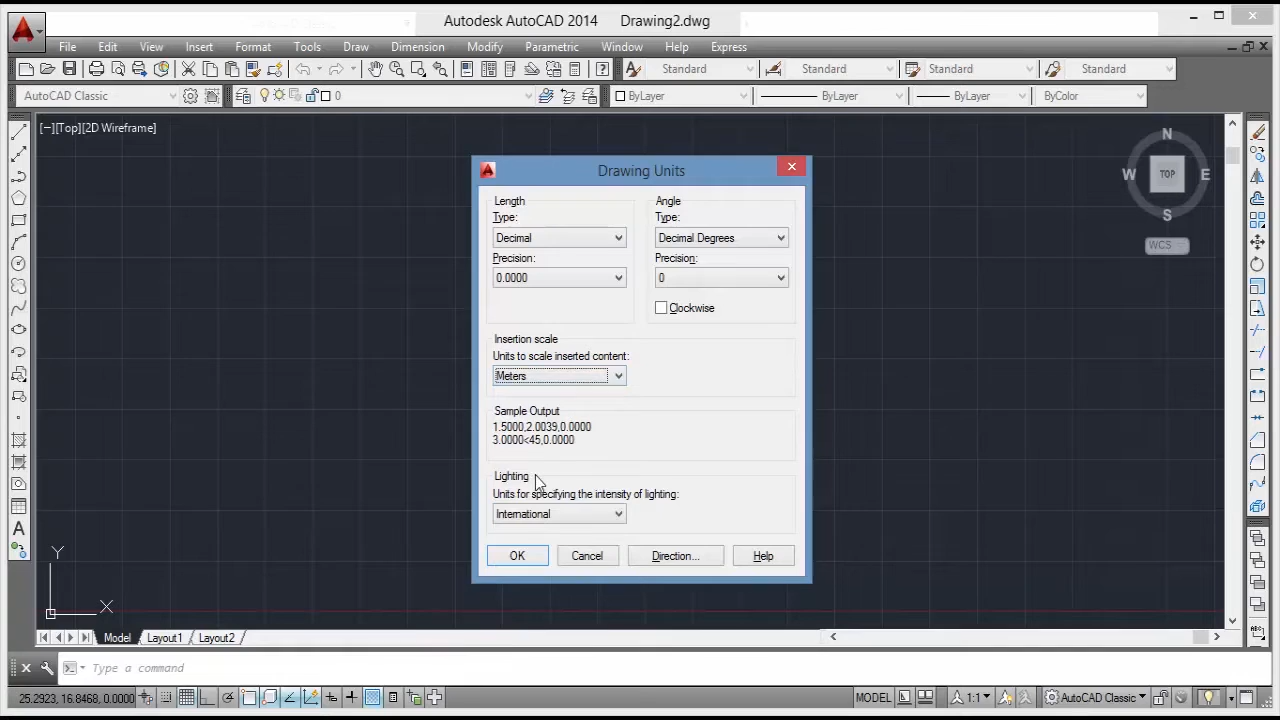 Autodesk AutoCAD 2014 Drawing2.dwg
File Edit View Insert Format Tools Draw Dimension Modify Parametric Window Help Express
Standard Standard Standard Standard
AutoCAD Classic 0 ByLayer ByLayer ByLayer ByColor
[−][Top][2D Wireframe]
N
W TOP E
S
WCS
Drawing Units
Length Angle
Type: Type:
Decimal Decimal Degrees
Precision: Precision:
0.0000 0
Clockwise
Insertion scale
Units to scale inserted content:
Meters
Sample Output
1.5000,2.0039,0.0000
3.0000<45,0.0000
Lighting
Units for specifying the intensity of lighting:
International
OK Cancel Direction... Help
Y
X
Model Layout1 Layout2
Type a command
25.2923, 16.8468, 0.0000 MODEL 1:1 AutoCAD Classic